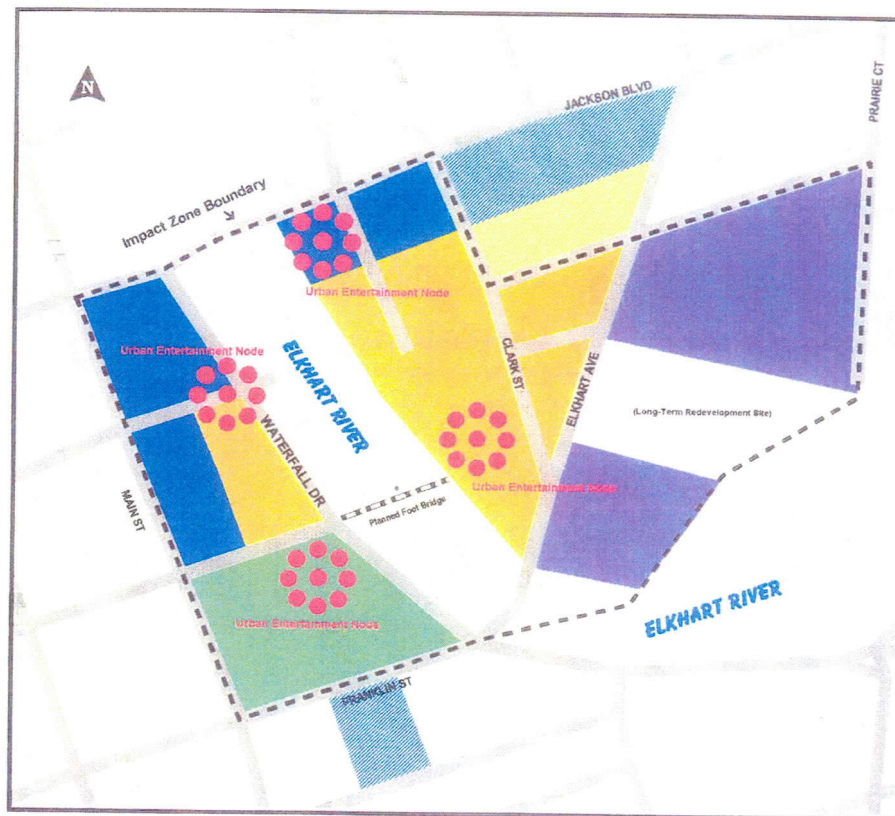 N
JACKSON BLVD
PRAIRIE CT
Impact Zone Boundary
Urban Entertainment Node
Urban Entertainment Node
ELKHART RIVER
CLARK ST
ELKHART AVE
(Long-Term Redevelopment Site)
WATERFALL DR
MAIN ST
Urban Entertainment Node
Planned Foot Bridge
ELKHART RIVER
Urban Entertainment Node
FRANKLIN ST